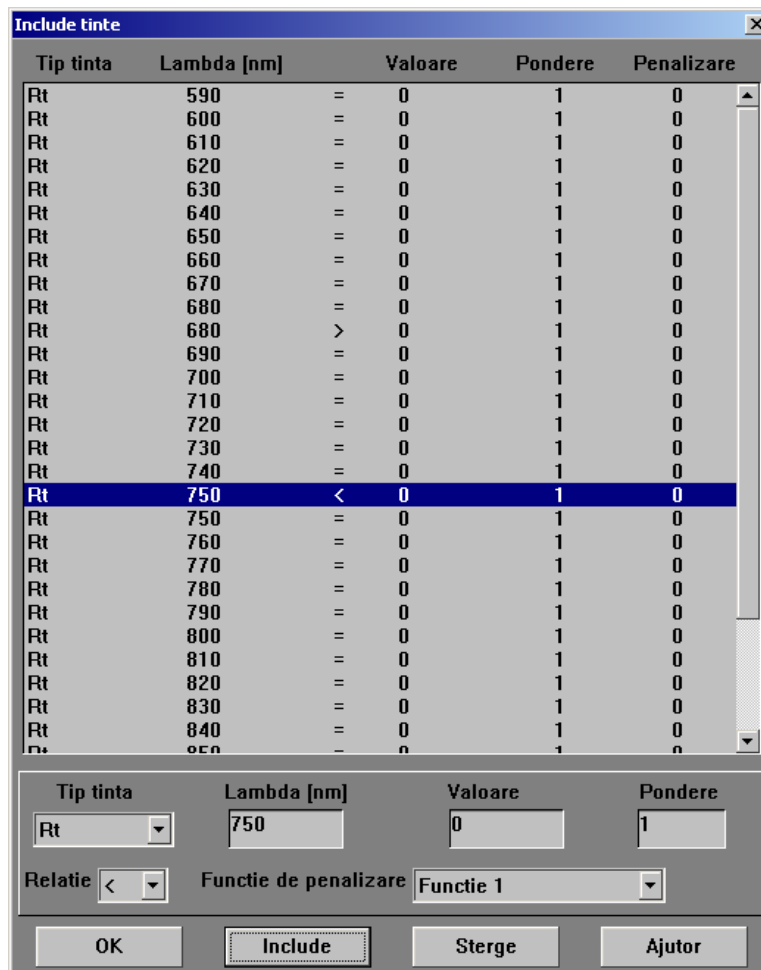 Include tinte
Tip tinta Lambda [nm] Valoare Pondere Penalizare
Rt 590 = 0 1 0
Rt 600 = 0 1 0
Rt 610 = 0 1 0
Rt 620 = 0 1 0
Rt 630 = 0 1 0
Rt 640 = 0 1 0
Rt 650 = 0 1 0
Rt 660 = 0 1 0
Rt 670 = 0 1 0
Rt 680 = 0 1 0
Rt 680 > 0 1 0
Rt 690 = 0 1 0
Rt 700 = 0 1 0
Rt 710 = 0 1 0
Rt 720 = 0 1 0
Rt 730 = 0 1 0
Rt 740 = 0 1 0
Rt 750 < 0 1 0
Rt 750 = 0 1 0
Rt 760 = 0 1 0
Rt 770 = 0 1 0
Rt 780 = 0 1 0
Rt 790 = 0 1 0
Rt 800 = 0 1 0
Rt 810 = 0 1 0
Rt 820 = 0 1 0
Rt 830 = 0 1 0
Rt 840 = 0 1 0
Rt 850 = 0 1 0
Tip tinta Lambda [nm] Valoare Pondere
Rt 750 0 1
Relatie < Functie de penalizare Functie 1
OK Include Sterge Ajutor